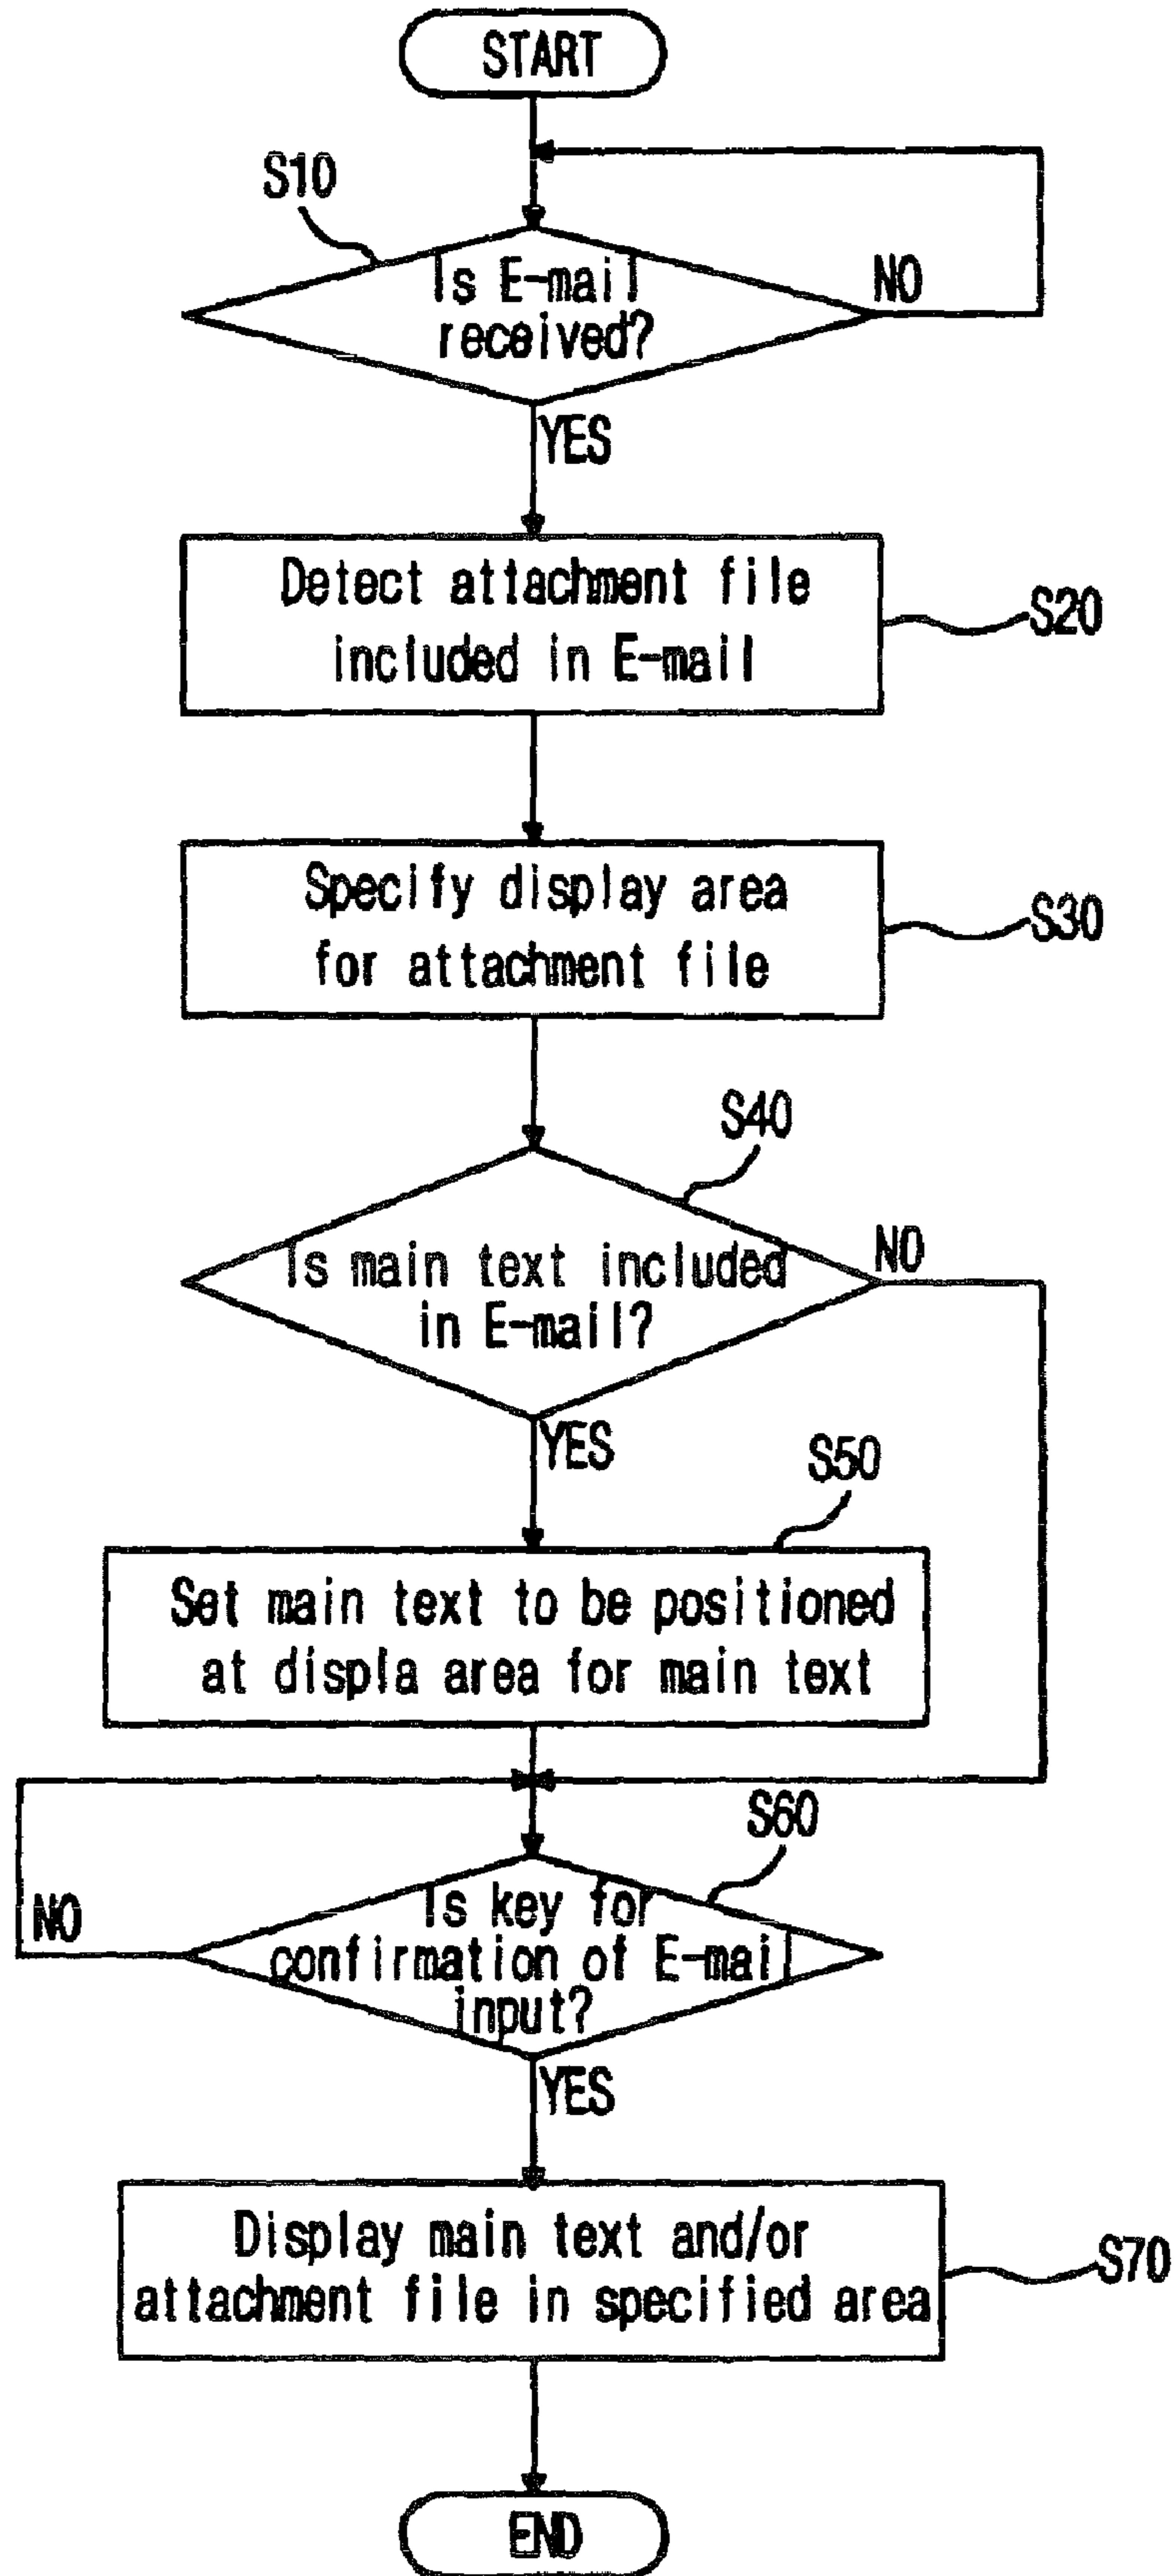 START
S10
Is E-mail
received?
NO
YES
Detect attachment file
included in E-mail
S20
Specify display area
for attachment file
S30
S40
Is main text included
in E-mail?
NO
YES
S50
Set main text to be positioned
at displa area for main text
S60
Is key for
confirmation of E-mail
input?
NO
YES
Display main text and/or
attachment file in specified area
S70
END